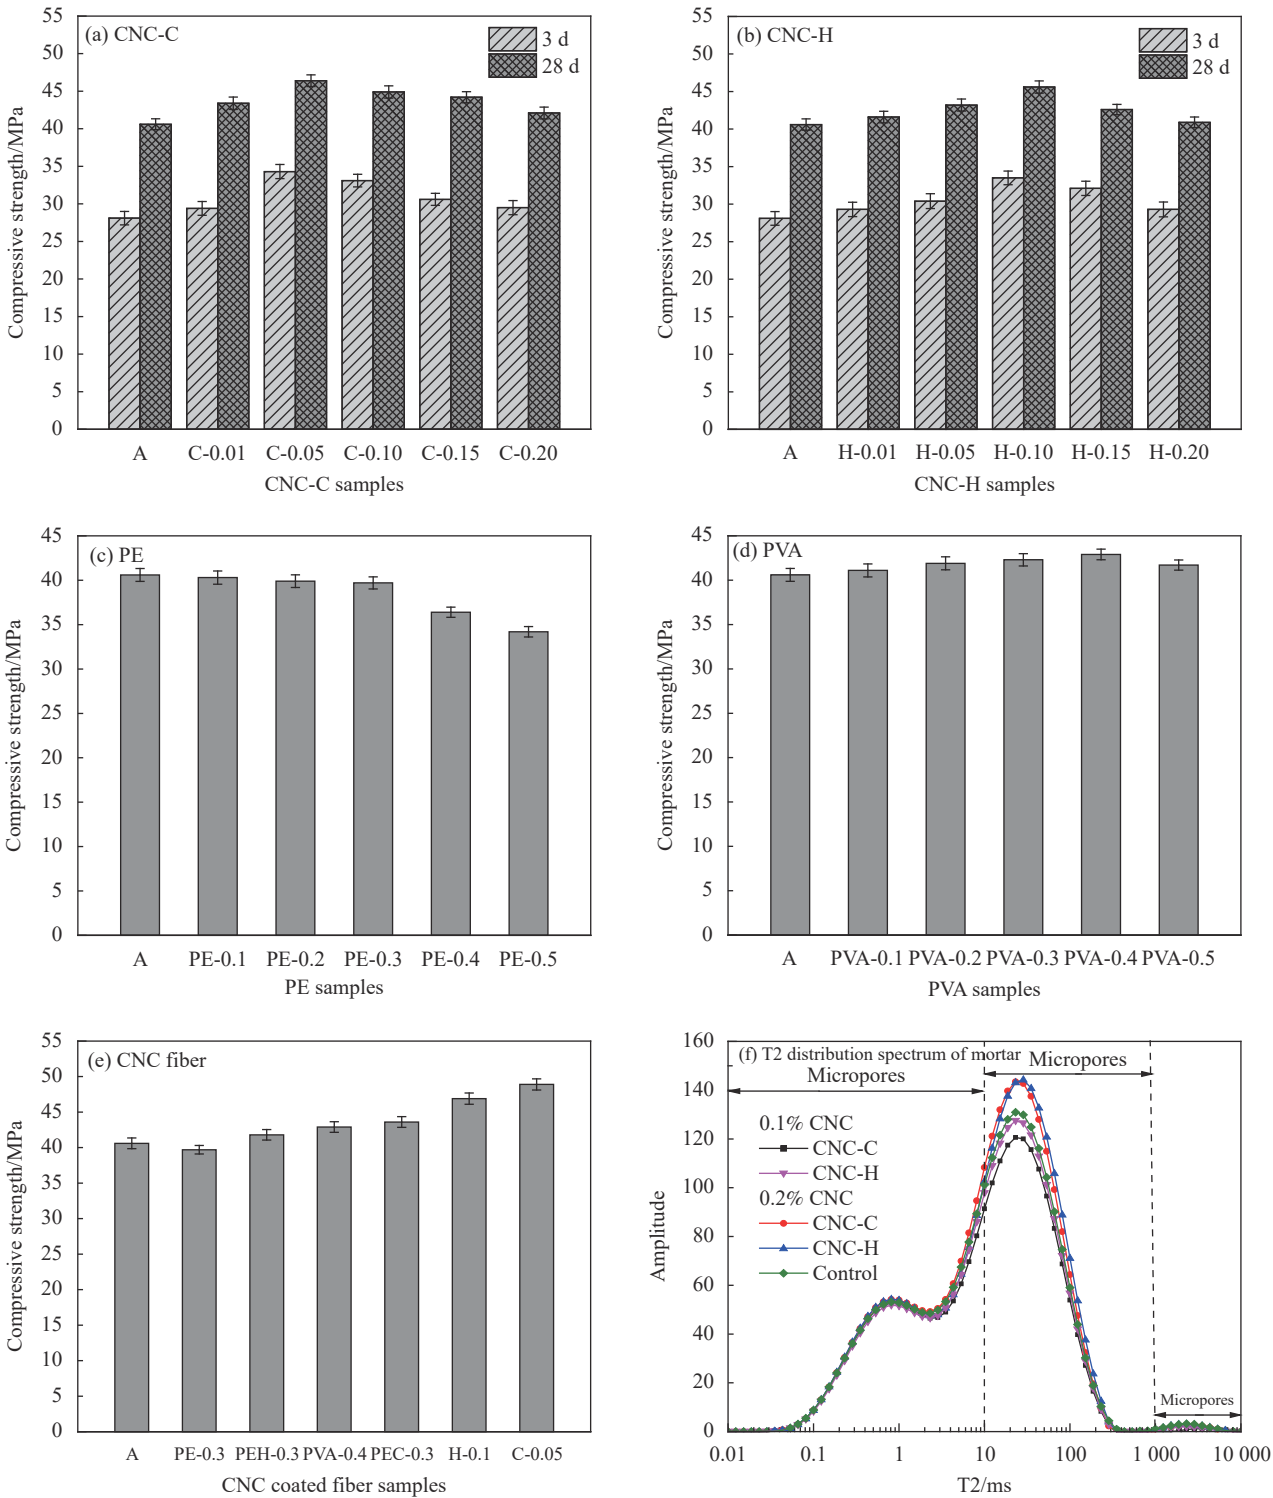 (a) CNC-C
3 d
28 d
55
50
45
40
35
30
25
20
15
10
5
0
Compressive strength/MPa
A C-0.01 C-0.05 C-0.10 C-0.15 C-0.20
CNC-C samples
(b) CNC-H
3 d
28 d
55
50
45
40
35
30
25
20
15
10
5
0
Compressive strength/MPa
A H-0.01 H-0.05 H-0.10 H-0.15 H-0.20
CNC-H samples
(c) PE
45
40
35
30
25
20
15
10
5
0
Compressive strength/MPa
A PE-0.1 PE-0.2 PE-0.3 PE-0.4 PE-0.5
PE samples
(d) PVA
45
40
35
30
25
20
15
10
5
0
Compressive strength/MPa
A PVA-0.1 PVA-0.2 PVA-0.3 PVA-0.4 PVA-0.5
PVA samples
(e) CNC fiber
55
50
45
40
35
30
25
20
15
10
5
0
Compressive strength/MPa
A PE-0.3 PEH-0.3 PVA-0.4 PEC-0.3 H-0.1 C-0.05
CNC coated fiber samples
(f) T2 distribution spectrum of mortar
Micropores
Micropores
0.1% CNC
CNC-C
CNC-H
0.2% CNC
CNC-C
CNC-H
Control
Micropores
160
140
120
100
80
60
40
20
0
Amplitude
0.01 0.1 1 10 100 1 000 10 000
T2/ms